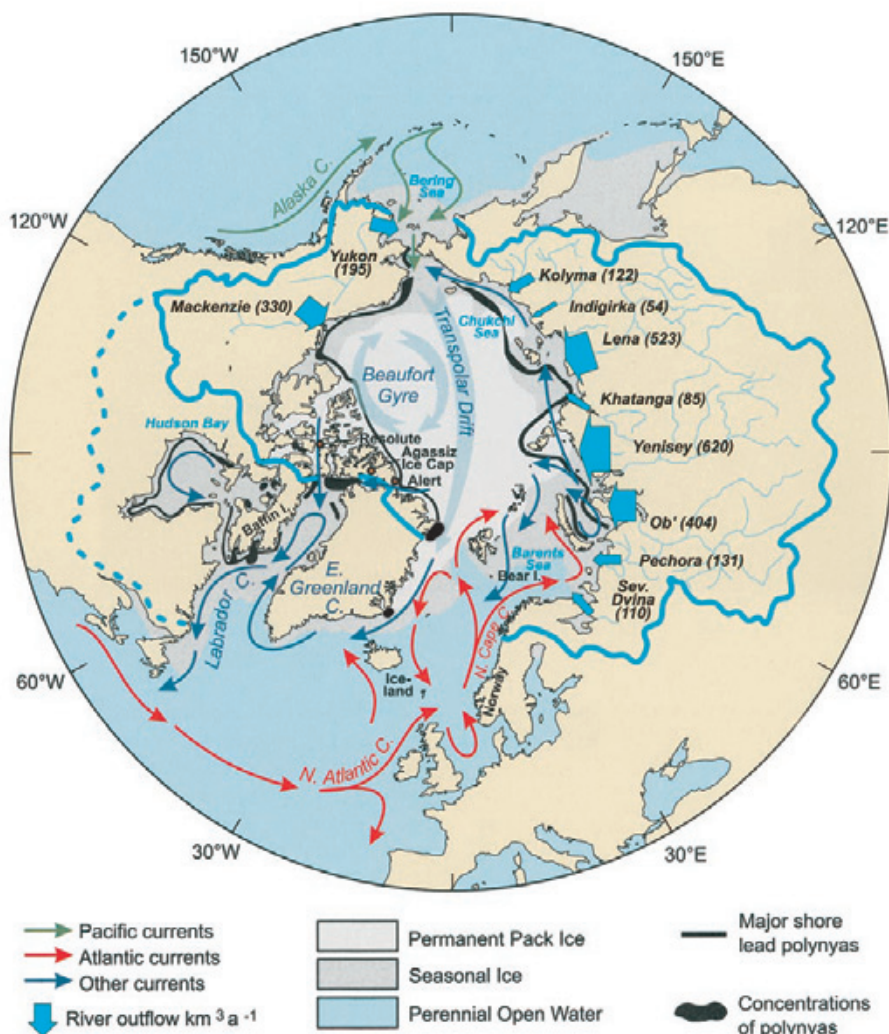 150°W
150°E
Alaska C.
Bering
Sea
120°W
120°E
Yukon
(195)
Kolyma (122)
Mackenzie (330)
Indigirka (54)
Chukchi
Sea
Lena (523)
Transpolar Drift
Beaufort
Gyre
Khatanga (85)
Hudson Bay
Resolute
Yenisey (620)
Agassiz
Ice Cap
Alert
Baffin I.
Ob' (404)
Barents
Sea
Pechora (131)
E.
Greenland
C.
Bear I.
Sev.
Dvina
(110)
Labrador C.
N. Cape C.
60°W
60°E
Ice-
land
Norway
N. Atlantic C.
30°W
30°E
Pacific currents
Atlantic currents
Other currents
River outflow km³ a⁻¹
Permanent Pack Ice
Seasonal Ice
Perennial Open Water
Major shore
lead polynyas
Concentrations
of polynyas